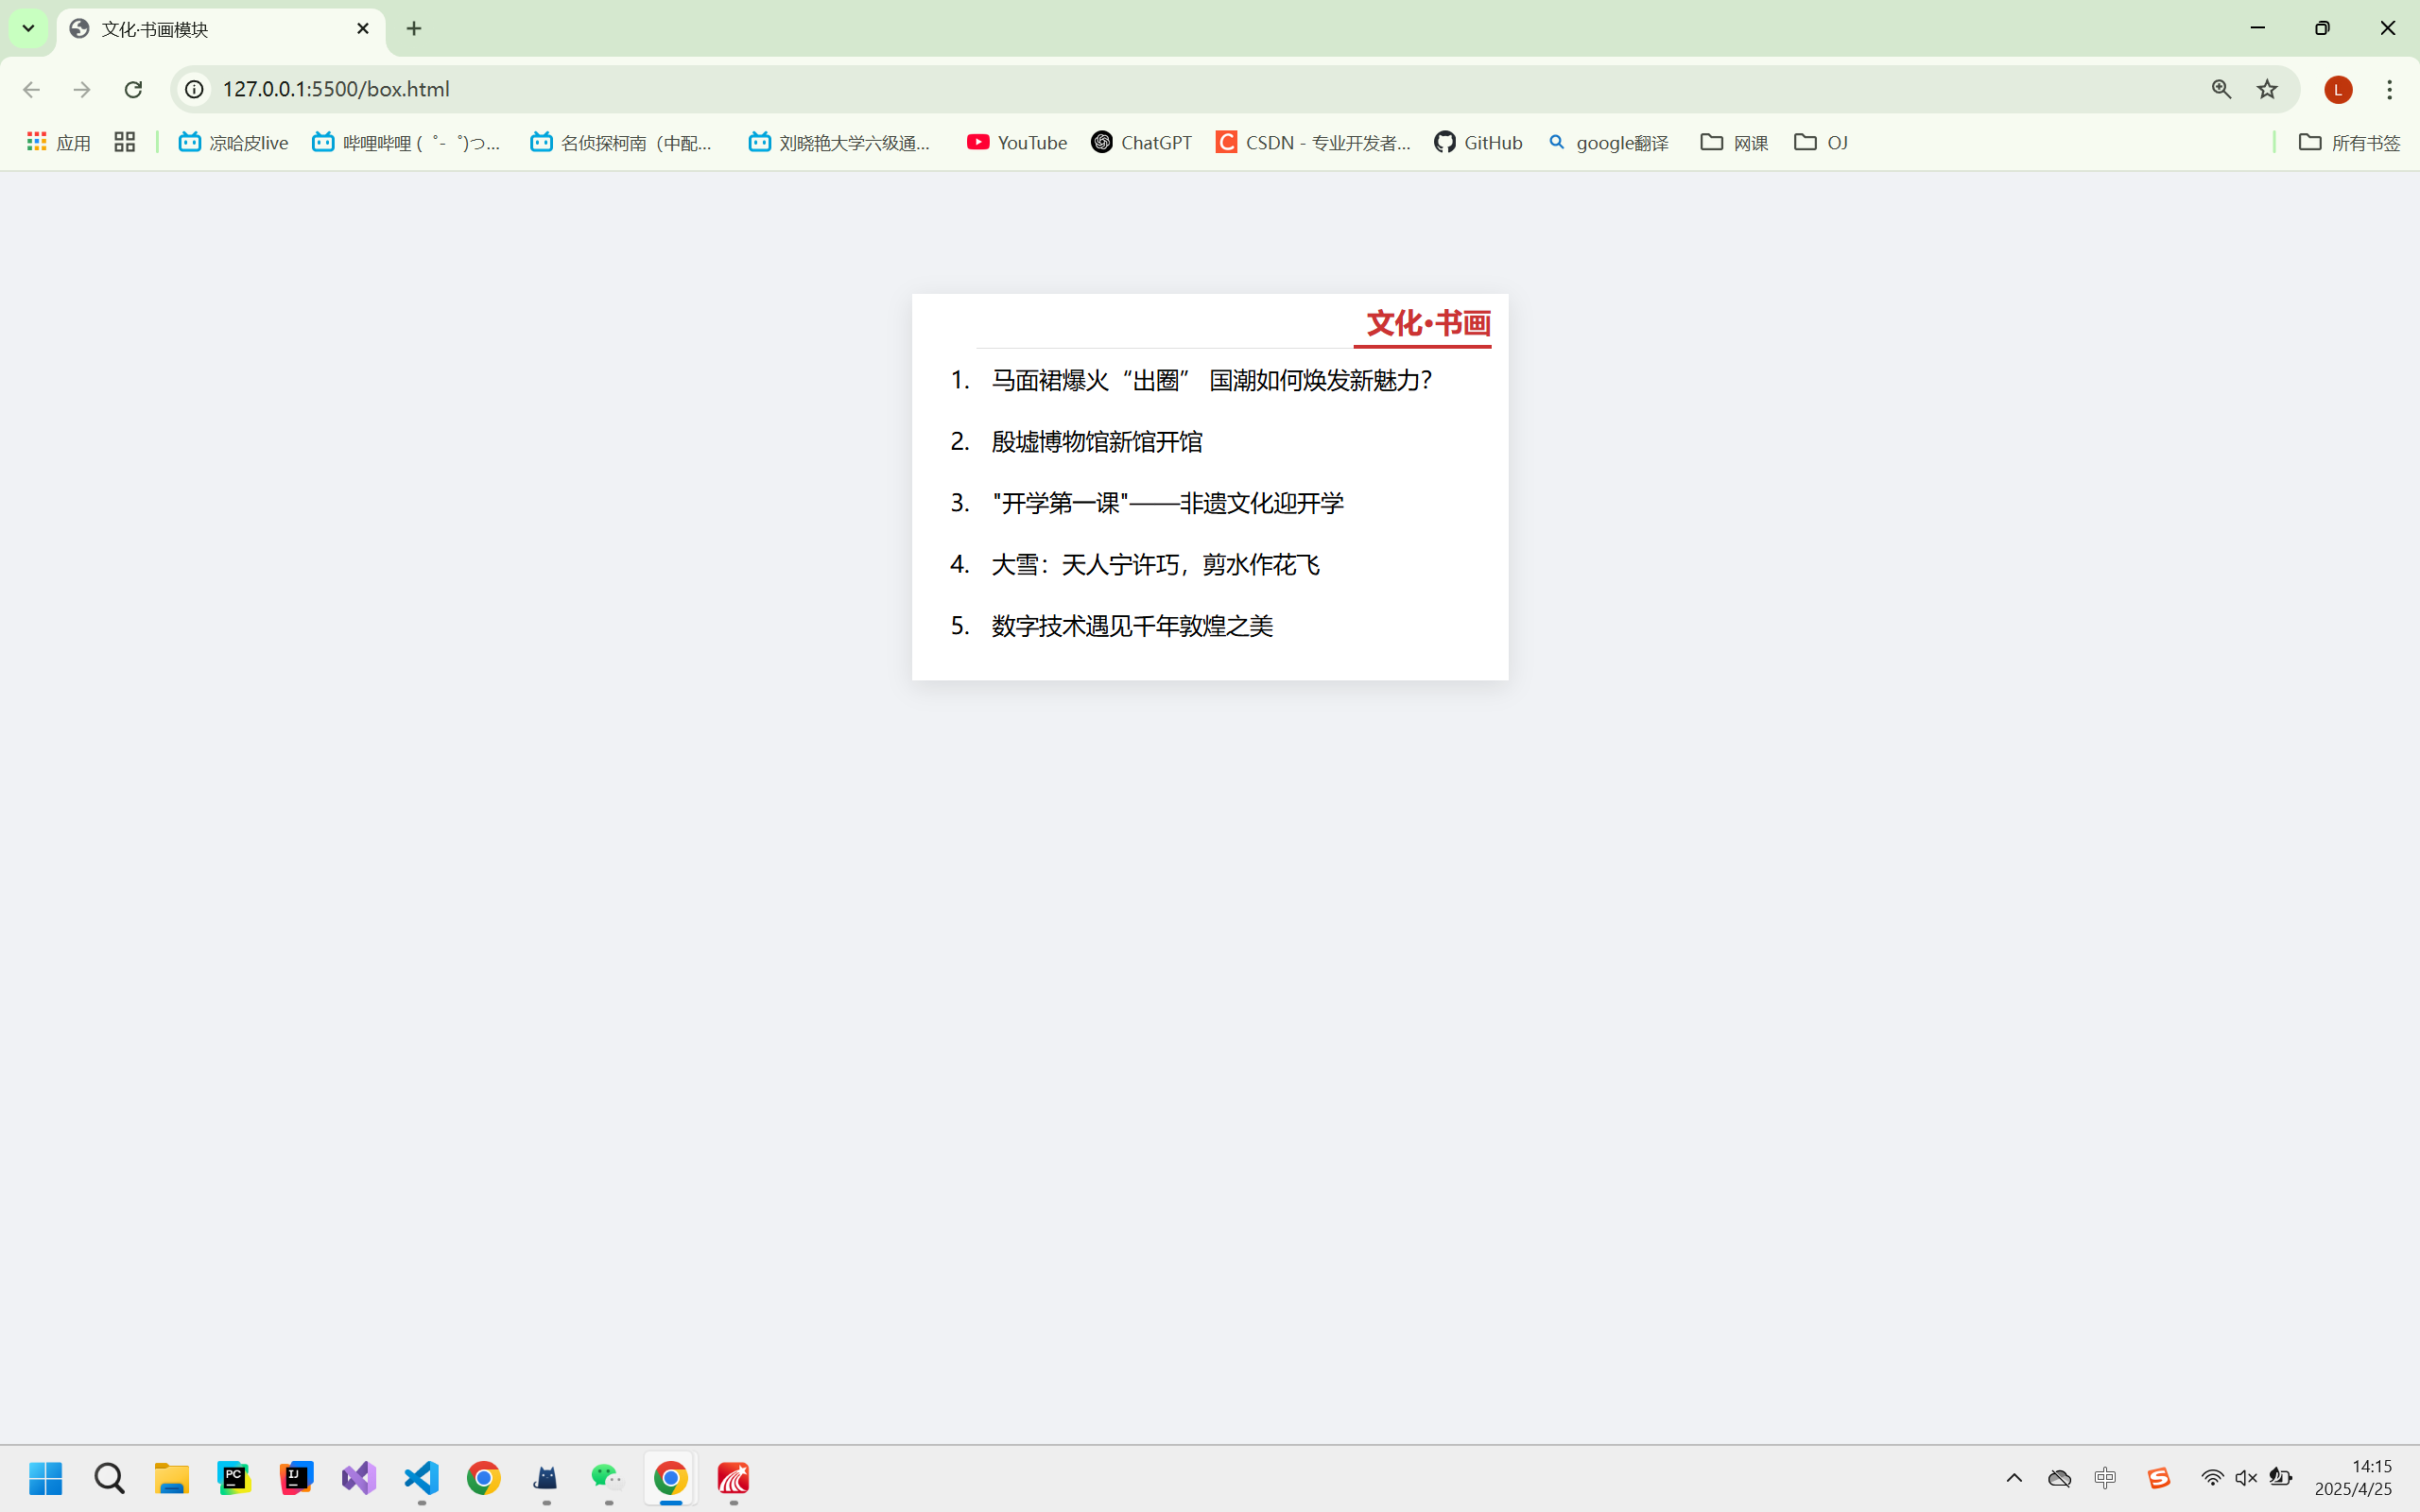 文化·书画模块
127.0.0.1:5500/box.html
L
应用 凉哈皮live 哔哩哔哩 (゜-゜)つ... 名侦探柯南（中配... 刘晓艳大学六级通... YouTube ChatGPT CSDN - 专业开发者... GitHub google翻译 网课 OJ 所有书签
文化•书画
1. 马面裙爆火“出圈” 国潮如何焕发新魅力？
2. 殷墟博物馆新馆开馆
3. "开学第一课"——非遗文化迎开学
4. 大雪：天人宁许巧，剪水作花飞
5. 数字技术遇见千年敦煌之美
PC IJ 中 S 14:15
2025/4/25